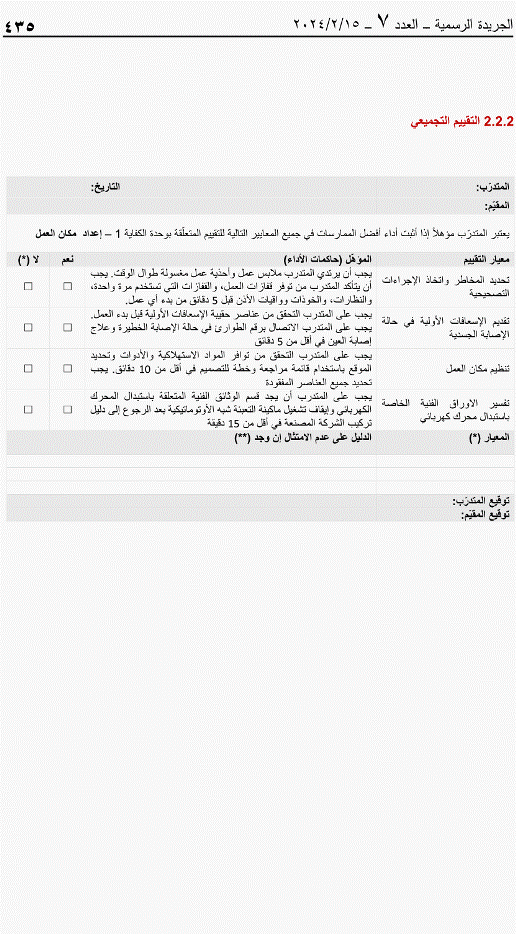 الجريدة الرسمية – العدد ٧ – ٢٠٢٤/٢/١٥
٤٣٥
2.2.2 التقييم التجميعي
المتدرّب:
التاريخ:
المقيّم:
يعتبر المتدرّب مؤهلاً إذا أثبت أداء أفضل الممارسات في جميع المعايير التالية للتقييم المتعلّقة بوحدة الكفاية 1 – إعداد مكان العمل
معيار التقييم
المؤهّل (حاكمات الأداء)
نعم
لا (*)
تحديد المخاطر واتخاذ الإجراءات
التصحيحية
يجب أن يرتدي المتدرب ملابس عمل وأحذية عمل مغسولة طوال الوقت. يجب
أن يتأكد المتدرب من توفر قفازات العمل، والقفازات التي تستخدم مرة واحدة،
والنظارات، والخوذات وواقيات الأذن قبل 5 دقائق من بدء أي عمل.
☐
☐
تقديم الإسعافات الأولية في حالة
الإصابة الجسدية
يجب على المتدرب التحقق من عناصر حقيبة الإسعافات الأولية قبل بدء العمل.
يجب على المتدرب الاتصال برقم الطوارئ في حالة الإصابة الخطيرة وعلاج
إصابة العين في أقل من 5 دقائق
☐
☐
تنظيم مكان العمل
يجب على المتدرب التحقق من توافر المواد الاستهلاكية والأدوات وتحديد
الموقع باستخدام قائمة مراجعة وخطة للتصميم في أقل من 10 دقائق. يجب
تحديد جميع العناصر المفقودة
☐
☐
تفسير الاوراق الفنية الخاصة
باستبدال محرك كهربائي
يجب على المتدرب أن يجد قسم الوثائق الفنية المتعلقة باستبدال المحرك
الكهربائي وإيقاف تشغيل ماكينة التعبئة شبه الأوتوماتيكية بعد الرجوع إلى دليل
تركيب الشركة المصنعة في أقل من 15 دقيقة
☐
☐
المعيار (*)
الدليل على عدم الامتثال إن وجد (**)
توقيع المتدرّب:
توقيع المقيّم: